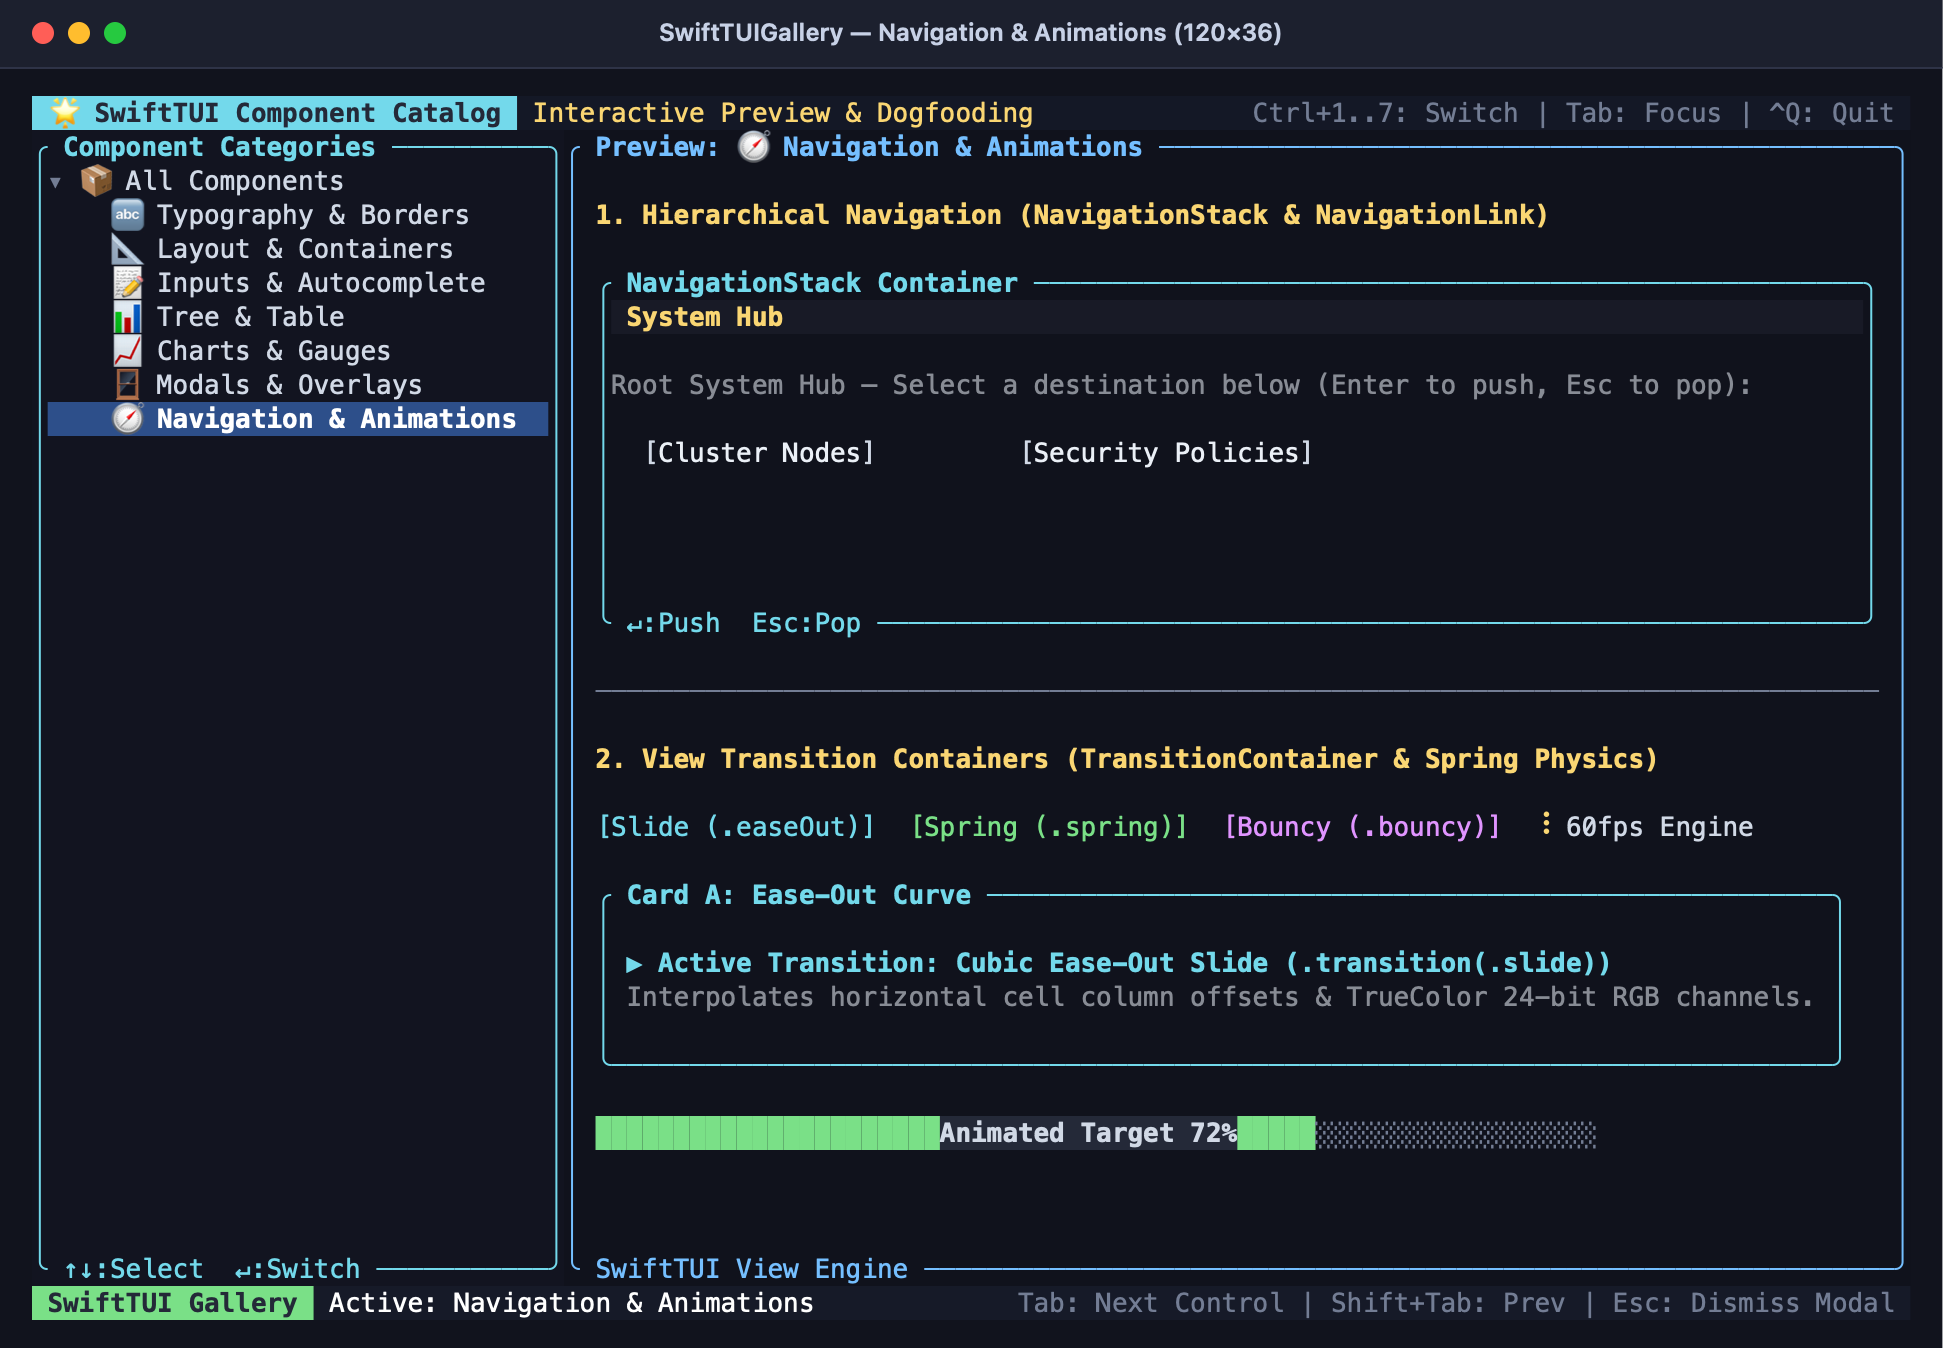 SwiftTUIGallery — Navigation & Animations (120×36)
🌟 SwiftTUI Component Catalog Interactive Preview & Dogfooding Ctrl+1..7: Switch | Tab: Focus | ^Q: Quit
Component Categories
▾ 📦 All Components
🔤 Typography & Borders
📐 Layout & Containers
📝 Inputs & Autocomplete
📊 Tree & Table
📈 Charts & Gauges
🪟 Modals & Overlays
🧭 Navigation & Animations
↑↓:Select ↵:Switch
Preview: 🧭 Navigation & Animations
1. Hierarchical Navigation (NavigationStack & NavigationLink)
NavigationStack Container
System Hub
Root System Hub — Select a destination below (Enter to push, Esc to pop):
[Cluster Nodes] [Security Policies]
↵:Push Esc:Pop
2. View Transition Containers (TransitionContainer & Spring Physics)
[Slide (.easeOut)] [Spring (.spring)] [Bouncy (.bouncy)] ⠇ 60fps Engine
Card A: Ease-Out Curve
▶ Active Transition: Cubic Ease-Out Slide (.transition(.slide))
Interpolates horizontal cell column offsets & TrueColor 24-bit RGB channels.
Animated Target 72%
SwiftTUI View Engine
SwiftTUI Gallery Active: Navigation & Animations Tab: Next Control | Shift+Tab: Prev | Esc: Dismiss Modal